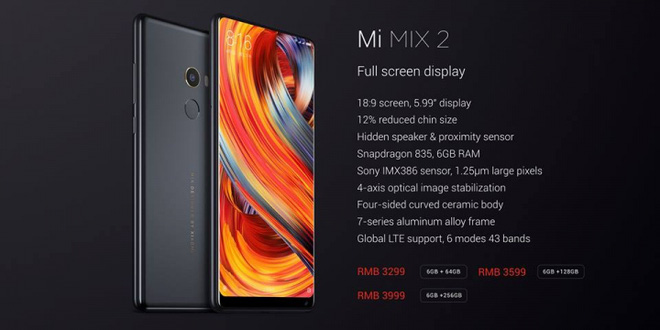 Mi MIX 2
Full screen display
18:9 screen, 5.99" display
12% reduced chin size
Hidden speaker & proximity sensor
Snapdragon 835, 6GB RAM
Sony IMX386 sensor, 1.25μm large pixels
4-axis optical image stabilization
Four-sided curved ceramic body
7-series aluminum alloy frame
Global LTE support, 6 modes 43 bands
RMB 3299 6GB + 64GB RMB 3599 6GB +128GB
RMB 3999 6GB +256GB
8:16